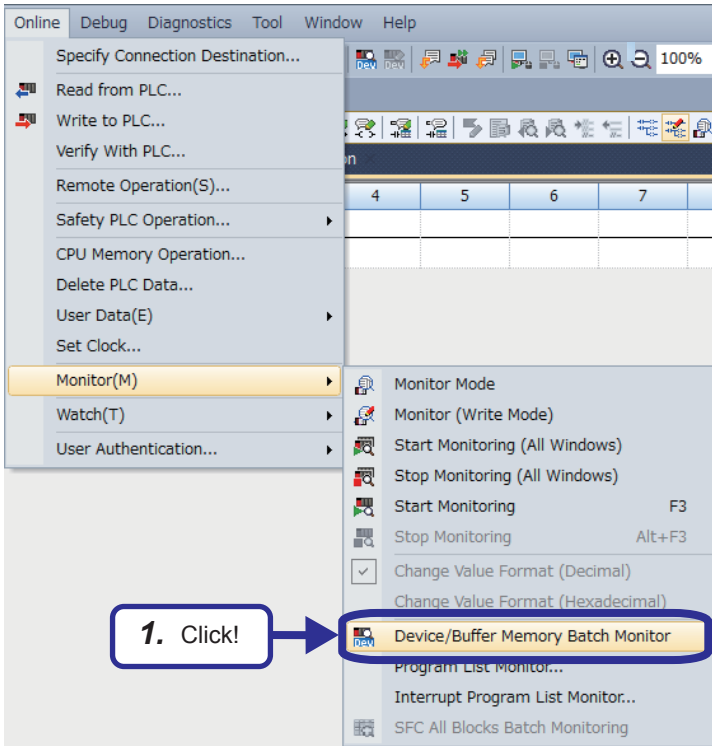 Online Debug Diagnostics Tool Window Help
Specify Connection Destination...
Dev Dev 100%
Read from PLC...
Write to PLC...
Verify With PLC...
on
Remote Operation(S)...
4 5 6 7
Safety PLC Operation...
CPU Memory Operation...
Delete PLC Data...
User Data(E)
Set Clock...
Monitor(M)
Monitor Mode
Watch(T)
Monitor (Write Mode)
User Authentication...
Start Monitoring (All Windows)
Stop Monitoring (All Windows)
Start Monitoring F3
Stop Monitoring Alt+F3
Change Value Format (Decimal)
Change Value Format (Hexadecimal)
1. Click!
Dev Device/Buffer Memory Batch Monitor
Program List Monitor...
Interrupt Program List Monitor...
SFC All Blocks Batch Monitoring